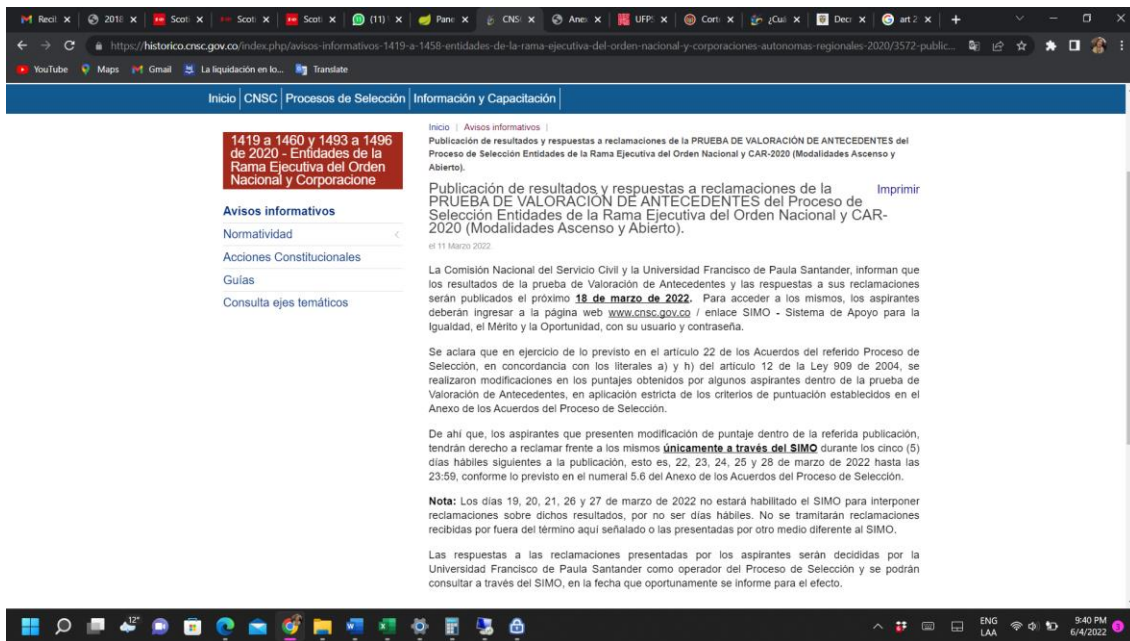 Recil
2018
Scoti
Scoti
Scoti
(11)
Pane
CNS
Anex
UFPS
Cort
¿Cuá
Decr
art 2
https://historico.cnsc.gov.co/index.php/avisos-informativos-1419-a-1458-entidades-de-la-rama-ejecutiva-del-orden-nacional-y-corporaciones-autonomas-regionales-2020/3572-public...
YouTube Maps Gmail La liquidación en lo... Translate
Inicio CNSC Procesos de Selección Información y Capacitación
1419 a 1460 y 1493 a 1496
de 2020 - Entidades de la
Rama Ejecutiva del Orden
Nacional y Corporacione
Avisos informativos
Normatividad
Acciones Constitucionales
Guías
Consulta ejes temáticos
Inicio | Avisos informativos |
Publicación de resultados y respuestas a reclamaciones de la PRUEBA DE VALORACIÓN DE ANTECEDENTES del
Proceso de Selección Entidades de la Rama Ejecutiva del Orden Nacional y CAR-2020 (Modalidades Ascenso y
Abierto).
Publicación de resultados y respuestas a reclamaciones de la
PRUEBA DE VALORACIÓN DE ANTECEDENTES del Proceso de
Selección Entidades de la Rama Ejecutiva del Orden Nacional y CAR-
2020 (Modalidades Ascenso y Abierto).
Imprimir
el 11 Marzo 2022.
La Comisión Nacional del Servicio Civil y la Universidad Francisco de Paula Santander, informan que
los resultados de la prueba de Valoración de Antecedentes y las respuestas a sus reclamaciones
serán publicados el próximo 18 de marzo de 2022. Para acceder a los mismos, los aspirantes
deberán ingresar a la página web www.cnsc.gov.co / enlace SIMO - Sistema de Apoyo para la
Igualdad, el Mérito y la Oportunidad, con su usuario y contraseña.
Se aclara que en ejercicio de lo previsto en el artículo 22 de los Acuerdos del referido Proceso de
Selección, en concordancia con los literales a) y h) del artículo 12 de la Ley 909 de 2004, se
realizaron modificaciones en los puntajes obtenidos por algunos aspirantes dentro de la prueba de
Valoración de Antecedentes, en aplicación estricta de los criterios de puntuación establecidos en el
Anexo de los Acuerdos del Proceso de Selección.
De ahí que, los aspirantes que presenten modificación de puntaje dentro de la referida publicación,
tendrán derecho a reclamar frente a los mismos únicamente a través del SIMO durante los cinco (5)
días hábiles siguientes a la publicación, esto es, 22, 23, 24, 25 y 28 de marzo de 2022 hasta las
23:59, conforme lo previsto en el numeral 5.6 del Anexo de los Acuerdos del Proceso de Selección.
Nota: Los días 19, 20, 21, 26 y 27 de marzo de 2022 no estará habilitado el SIMO para interponer
reclamaciones sobre dichos resultados, por no ser días hábiles. No se tramitarán reclamaciones
recibidas por fuera del término aquí señalado o las presentadas por otro medio diferente al SIMO.
Las respuestas a las reclamaciones presentadas por los aspirantes serán decididas por la
Universidad Francisco de Paula Santander como operador del Proceso de Selección y se podrán
consultar a través del SIMO, en la fecha que oportunamente se informe para el efecto.
12°
ENG
LAA
9:40 PM
6/4/2022